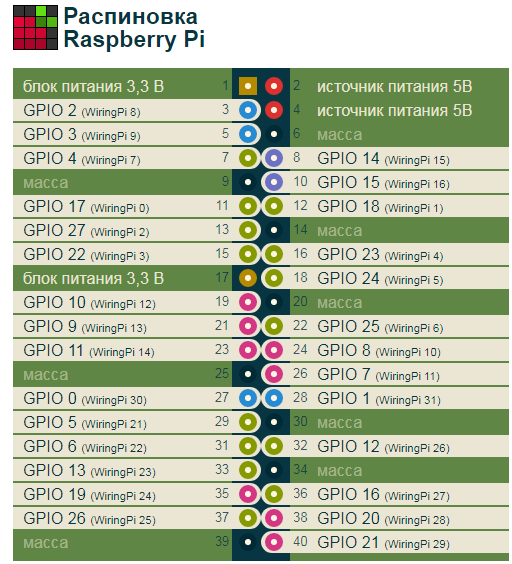 Распиновка
Raspberry Pi
блок питания 3,3 В 1 2 источник питания 5В
GPIO 2 (WiringPi 8) 3 4 источник питания 5В
GPIO 3 (WiringPi 9) 5 6 масса
GPIO 4 (WiringPi 7) 7 8 GPIO 14 (WiringPi 15)
масса 9 10 GPIO 15 (WiringPi 16)
GPIO 17 (WiringPi 0) 11 12 GPIO 18 (WiringPi 1)
GPIO 27 (WiringPi 2) 13 14 масса
GPIO 22 (WiringPi 3) 15 16 GPIO 23 (WiringPi 4)
блок питания 3,3 В 17 18 GPIO 24 (WiringPi 5)
GPIO 10 (WiringPi 12) 19 20 масса
GPIO 9 (WiringPi 13) 21 22 GPIO 25 (WiringPi 6)
GPIO 11 (WiringPi 14) 23 24 GPIO 8 (WiringPi 10)
масса 25 26 GPIO 7 (WiringPi 11)
GPIO 0 (WiringPi 30) 27 28 GPIO 1 (WiringPi 31)
GPIO 5 (WiringPi 21) 29 30 масса
GPIO 6 (WiringPi 22) 31 32 GPIO 12 (WiringPi 26)
GPIO 13 (WiringPi 23) 33 34 масса
GPIO 19 (WiringPi 24) 35 36 GPIO 16 (WiringPi 27)
GPIO 26 (WiringPi 25) 37 38 GPIO 20 (WiringPi 28)
масса 39 40 GPIO 21 (WiringPi 29)